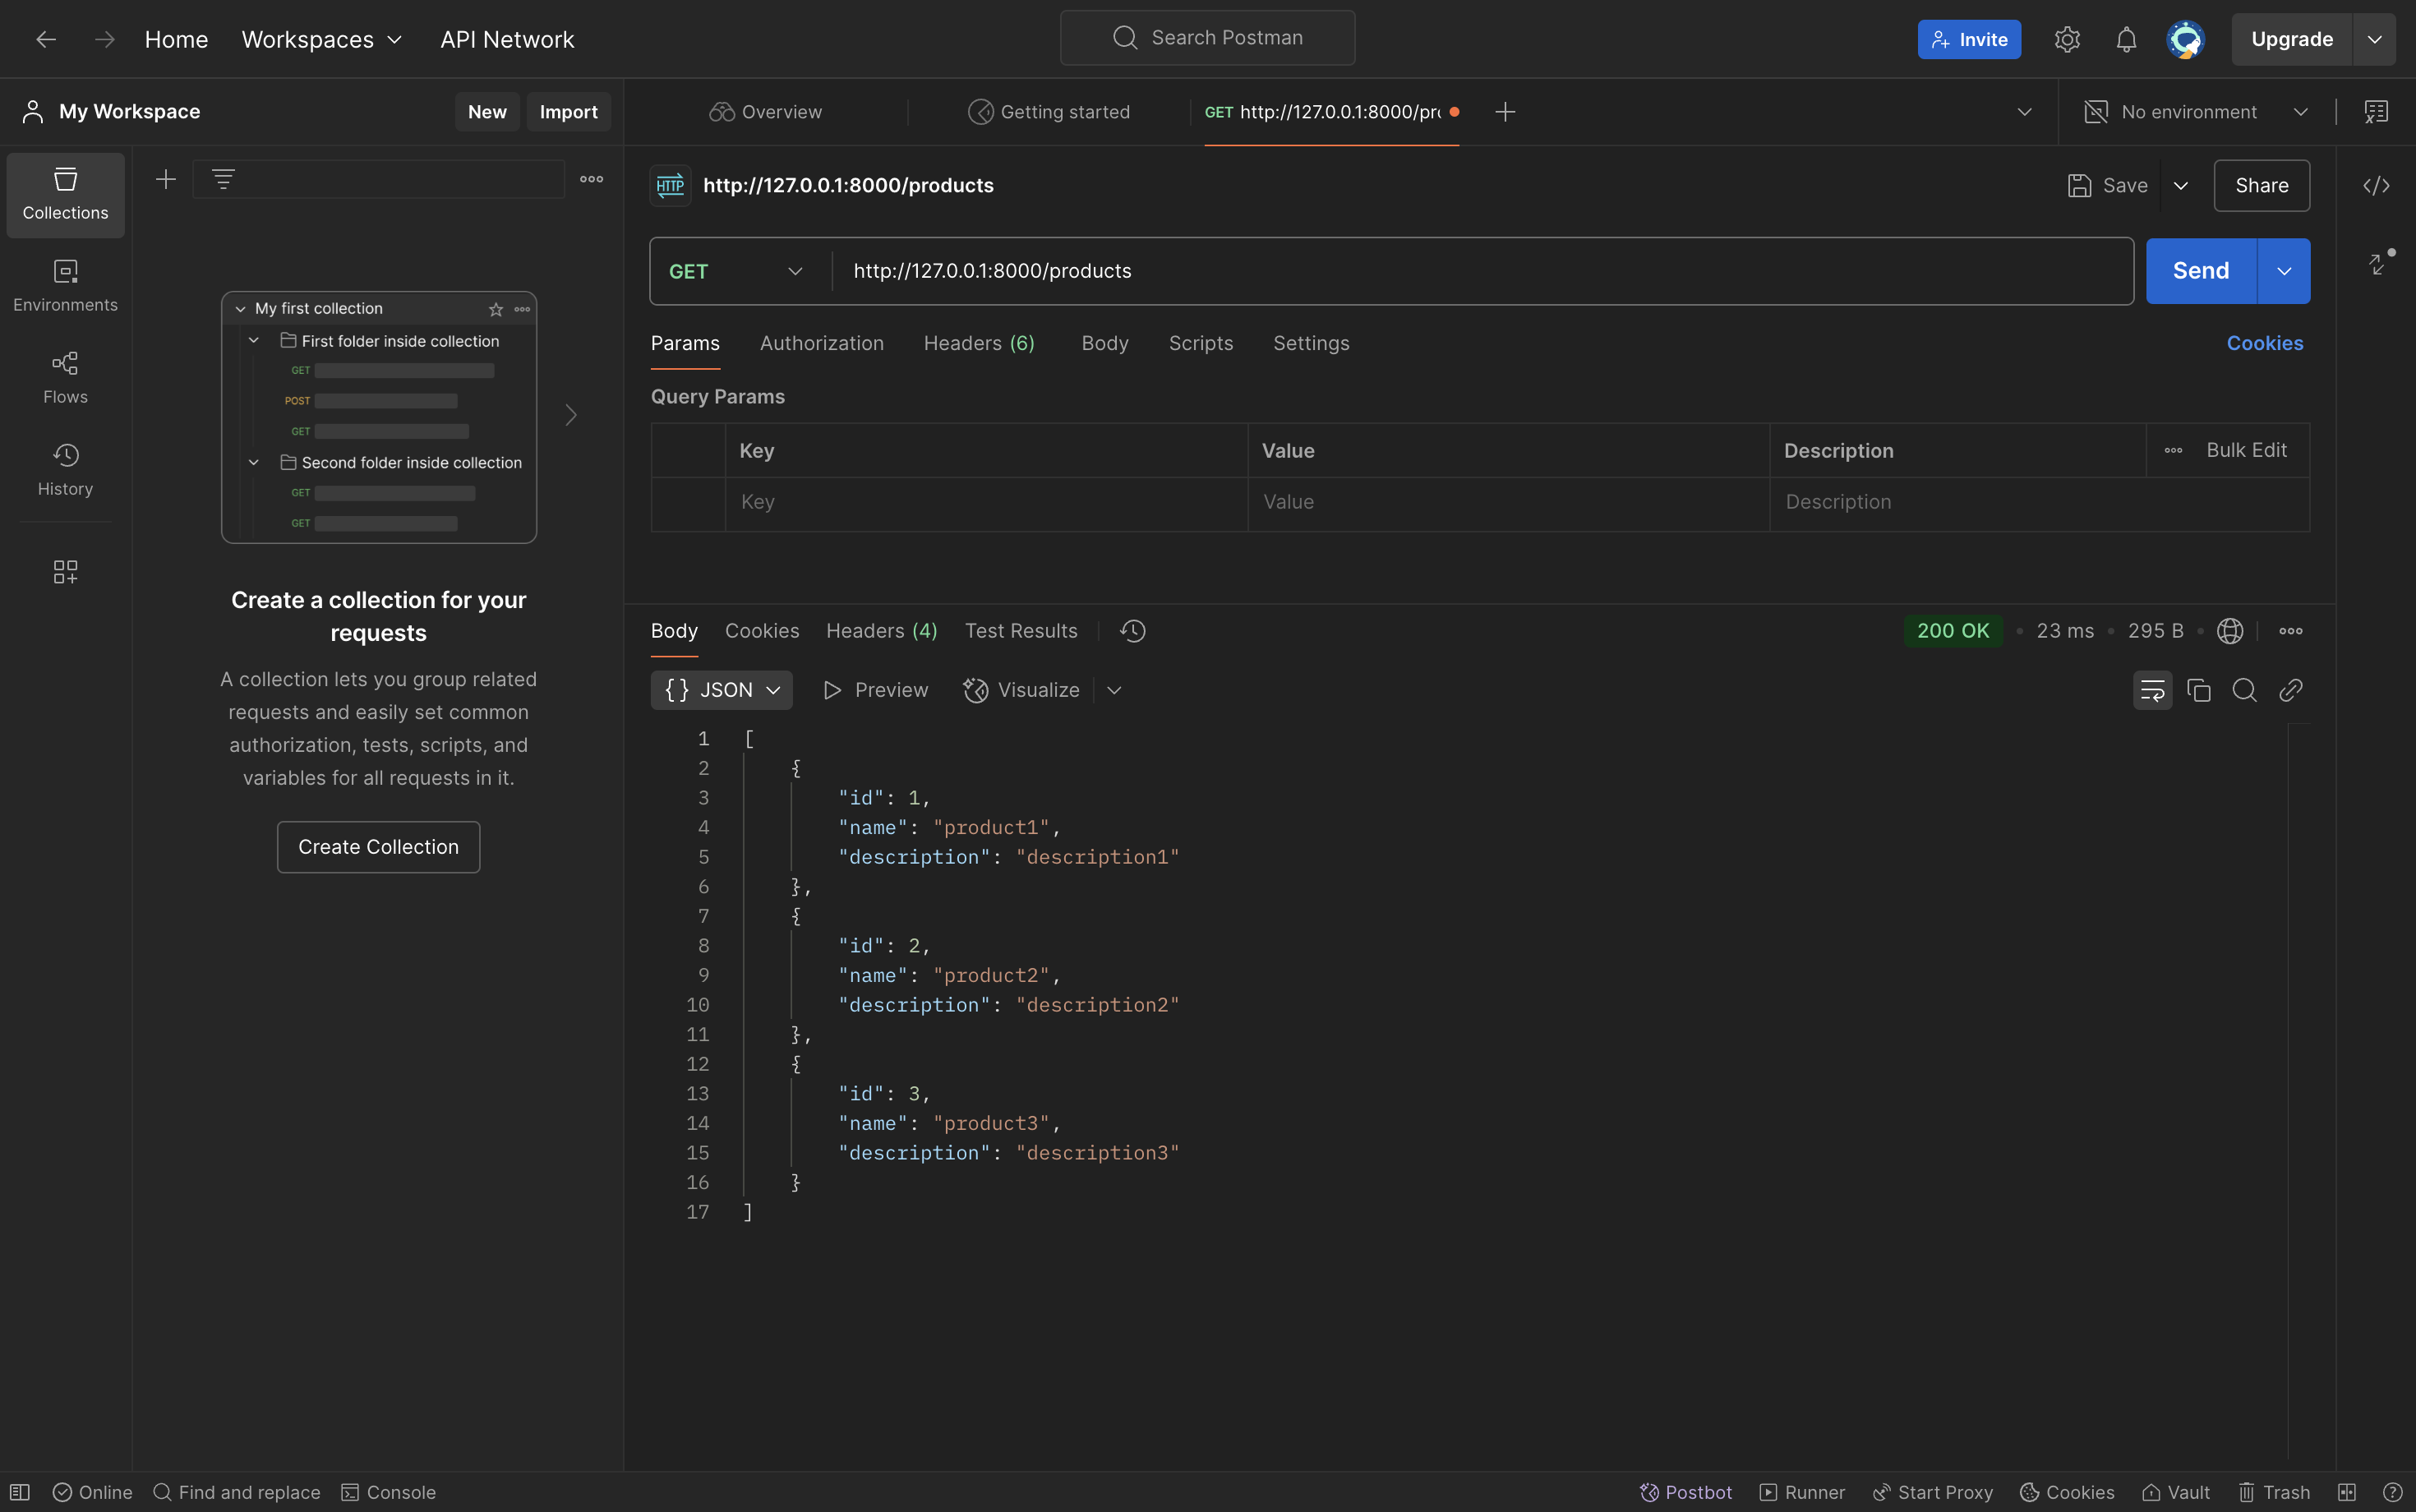 Home Workspaces API Network Search Postman Invite Upgrade
My Workspace New Import Overview Getting started GET http://127.0.0.1:8000/pr No environment
Collections
Environments
Flows
History
My first collection
First folder inside collection
GET
POST
GET
Second folder inside collection
GET
GET
Create a collection for your
requests
A collection lets you group related
requests and easily set common
authorization, tests, scripts, and
variables for all requests in it.
Create Collection
HTTP http://127.0.0.1:8000/products Save Share
GET http://127.0.0.1:8000/products Send
Params Authorization Headers (6) Body Scripts Settings Cookies
Query Params
Key Value Description Bulk Edit
Key Value Description
Body Cookies Headers (4) Test Results 200 OK 23 ms 295 B
{} JSON Preview Visualize
1 [
2 {
3 "id": 1,
4 "name": "product1",
5 "description": "description1"
6 },
7 {
8 "id": 2,
9 "name": "product2",
10 "description": "description2"
11 },
12 {
13 "id": 3,
14 "name": "product3",
15 "description": "description3"
16 }
17 ]
Online Find and replace Console Postbot Runner Start Proxy Cookies Vault Trash